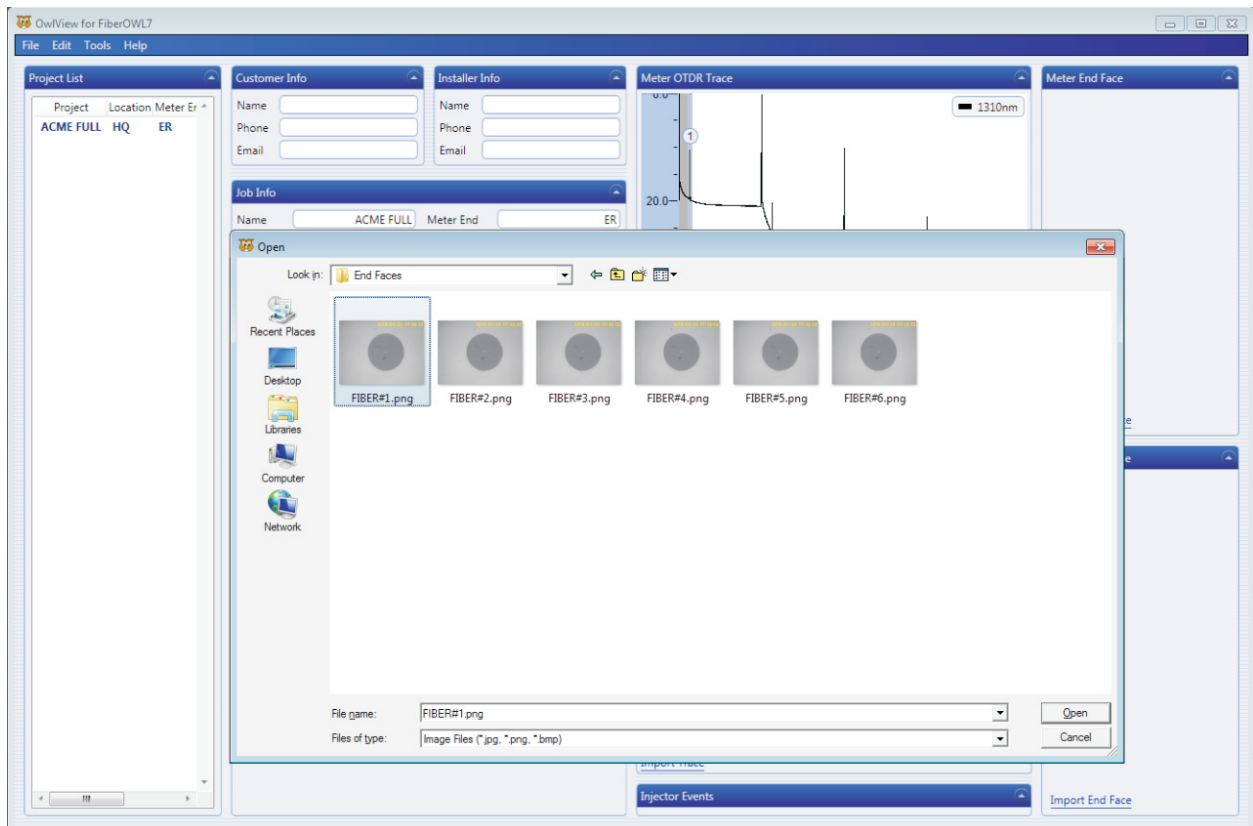 OwlView for FiberOWL7
File Edit Tools Help
Project List
Project Location Meter Er
ACME FULL HQ ER
Customer Info
Name
Phone
Email
Installer Info
Name
Phone
Email
Job Info
Name ACME FULL Meter End ER
Meter OTDR Trace
0.0
1310nm
1
20.0
Meter End Face
Open
Look in: End Faces
Recent Places
Desktop
Libraries
Computer
Network
FIBER#1.png FIBER#2.png FIBER#3.png FIBER#4.png FIBER#5.png FIBER#6.png
File name: FIBER#1.png
Open
Files of type: Image Files (*.jpg, *.png, *.bmp)
Cancel
e
e
Import Trace
Injector Events
Import End Face